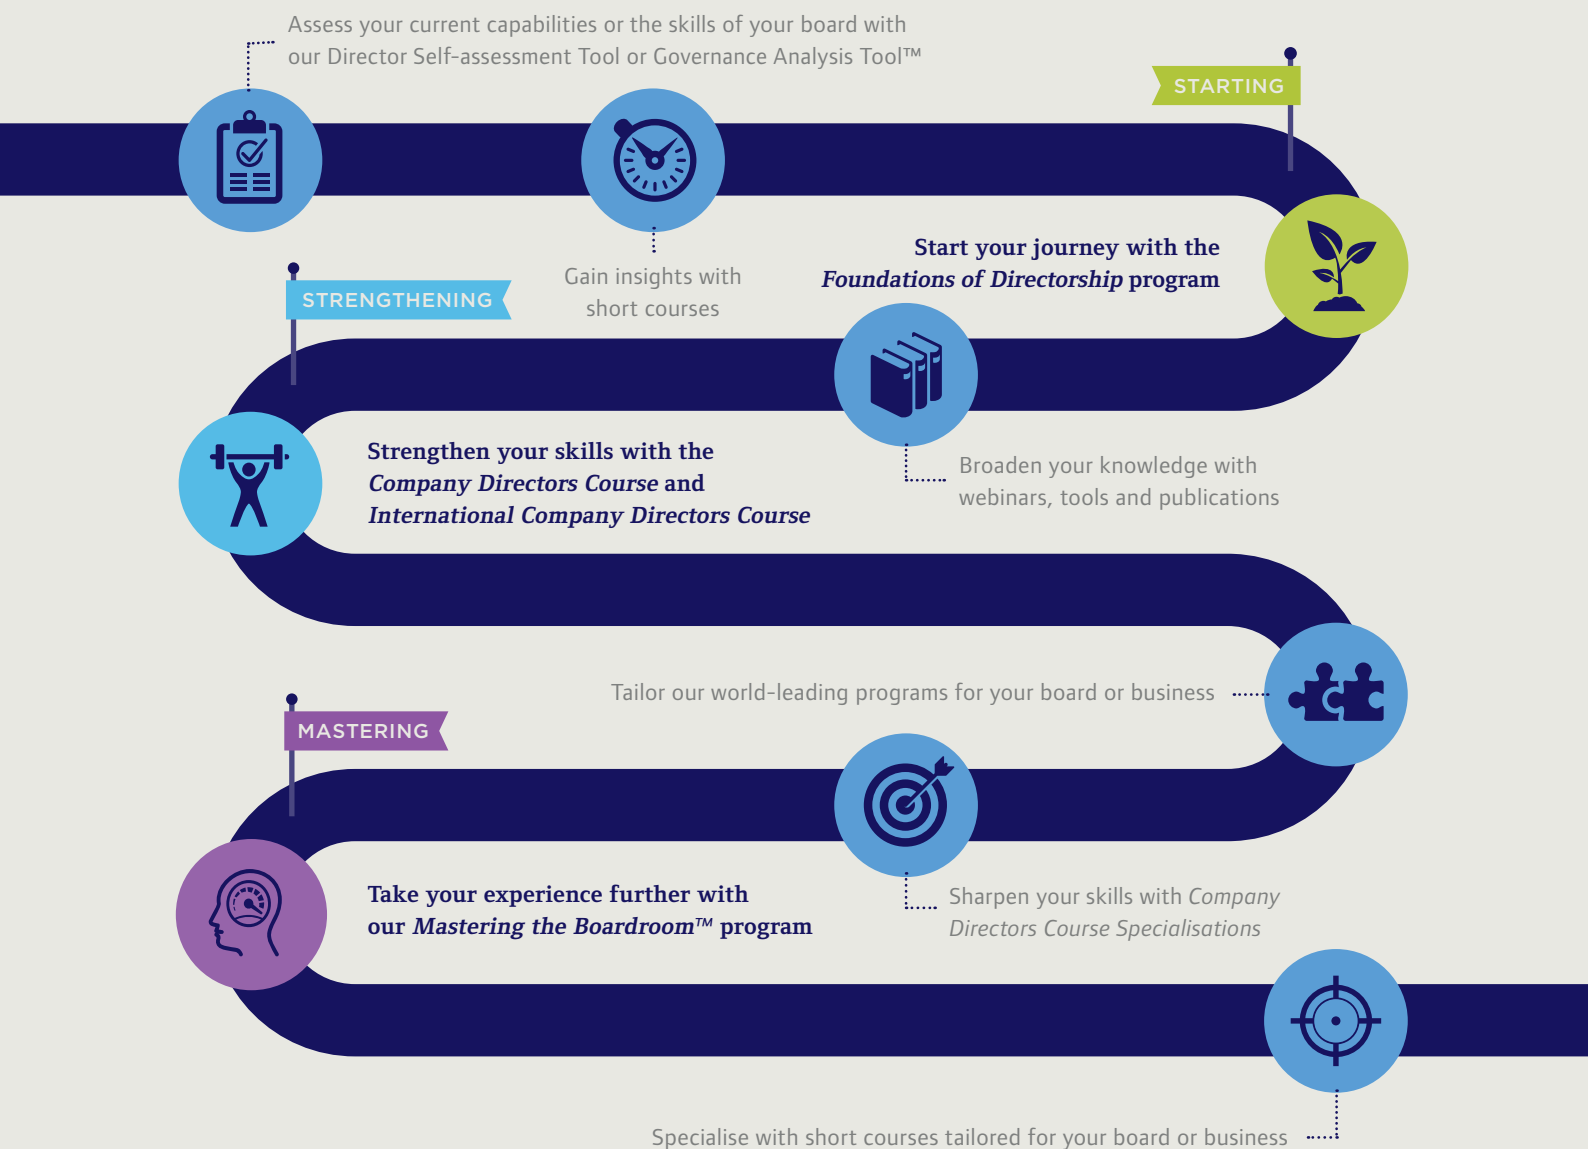 Assess your current capabilities or the skills of your board with
our Director Self-assessment Tool or Governance Analysis Tool™
STARTING
Gain insights with
short courses
Start your journey with the
Foundations of Directorship program
STRENGTHENING
Broaden your knowledge with
webinars, tools and publications
Strengthen your skills with the
Company Directors Course and
International Company Directors Course
Tailor our world-leading programs for your board or business
MASTERING
Sharpen your skills with Company
Directors Course Specialisations
Take your experience further with
our Mastering the Boardroom™ program
Specialise with short courses tailored for your board or business